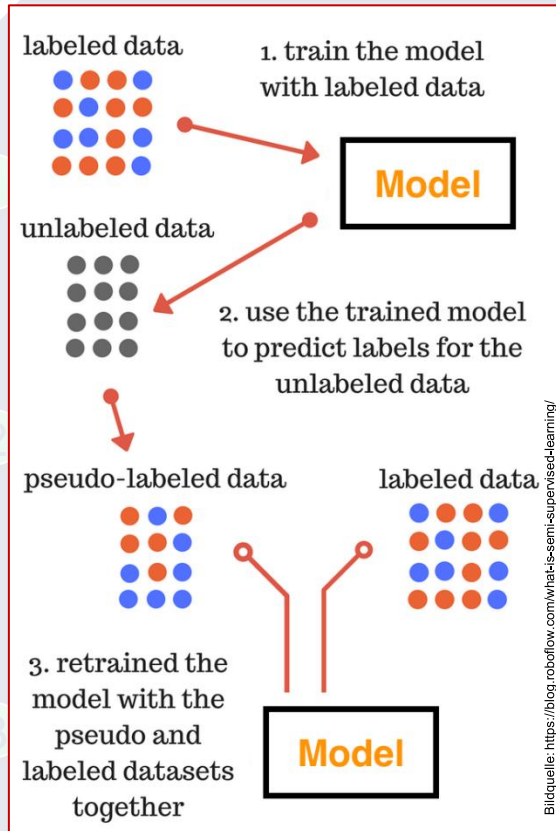 labeled data
1. train the model
with labeled data
Model
unlabeled data
2. use the trained model
to predict labels for the
unlabeled data
pseudo-labeled data
labeled data
3. retrained the
model with the
pseudo and
labeled datasets
together
Model
Bildquelle: https://blog.roboflow.com/what-is-semi-supervised-learning/